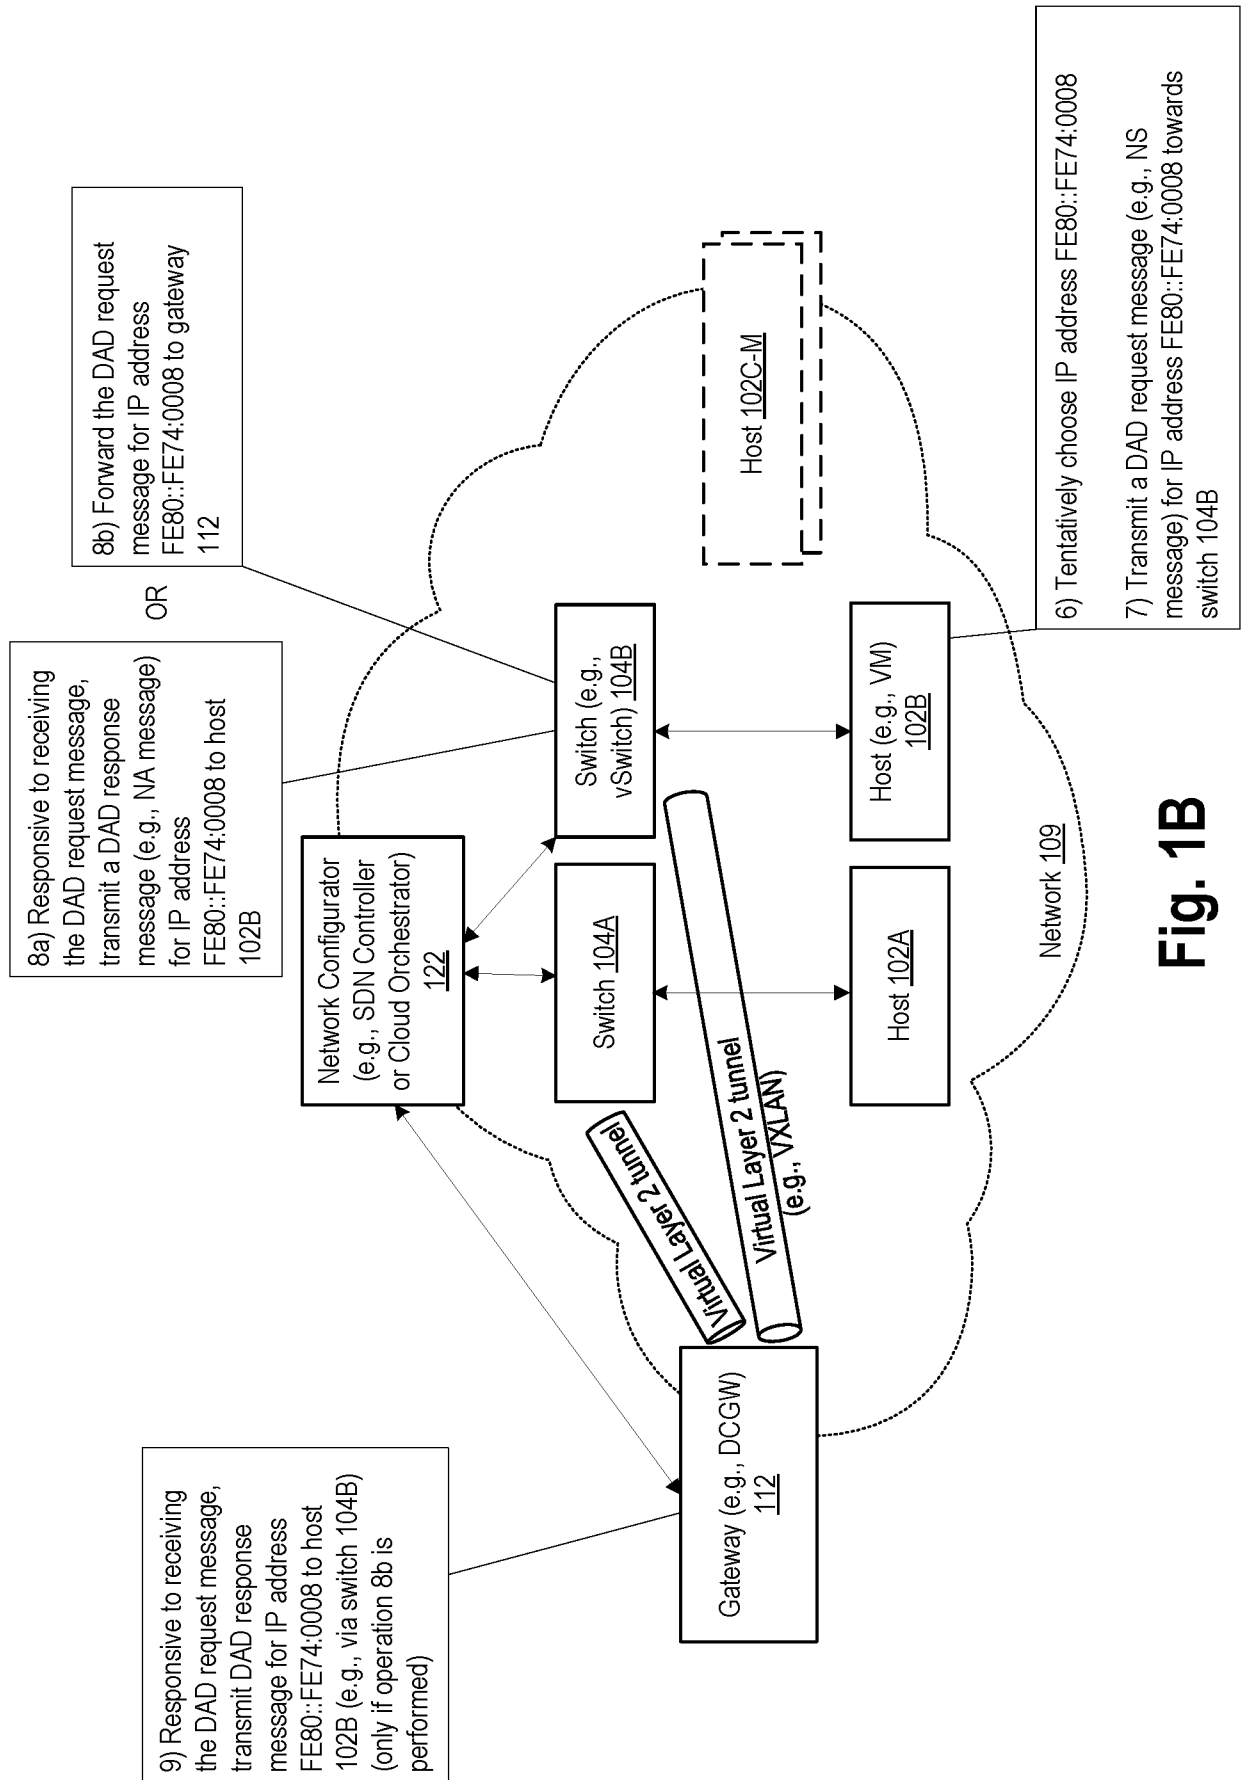 9) Responsive to receiving
the DAD request message,
transmit DAD response
message for IP address
FE80::FE74:0008 to host
102B (e.g., via switch 104B)
(only if operation 8b is
performed)
8a) Responsive to receiving
the DAD request message,
transmit a DAD response
message (e.g., NA message)
for IP address
FE80::FE74:0008 to host
102B
OR
8b) Forward the DAD request
message for IP address
FE80::FE74:0008 to gateway
112
Network Configurator
(e.g., SDN Controller
or Cloud Orchestrator)
122
Switch 104A
Switch (e.g.,
vSwitch) 104B
Virtual Layer 2 tunnel
Virtual Layer 2 tunnel
(e.g., VXLAN)
Gateway (e.g., DCGW)
112
Host 102C-M
Host 102A
Host (e.g., VM)
102B
Network 109
6) Tentatively choose IP address FE80::FE74:0008
7) Transmit a DAD request message (e.g., NS
message) for IP address FE80::FE74:0008 towards
switch 104B
Fig. 1B